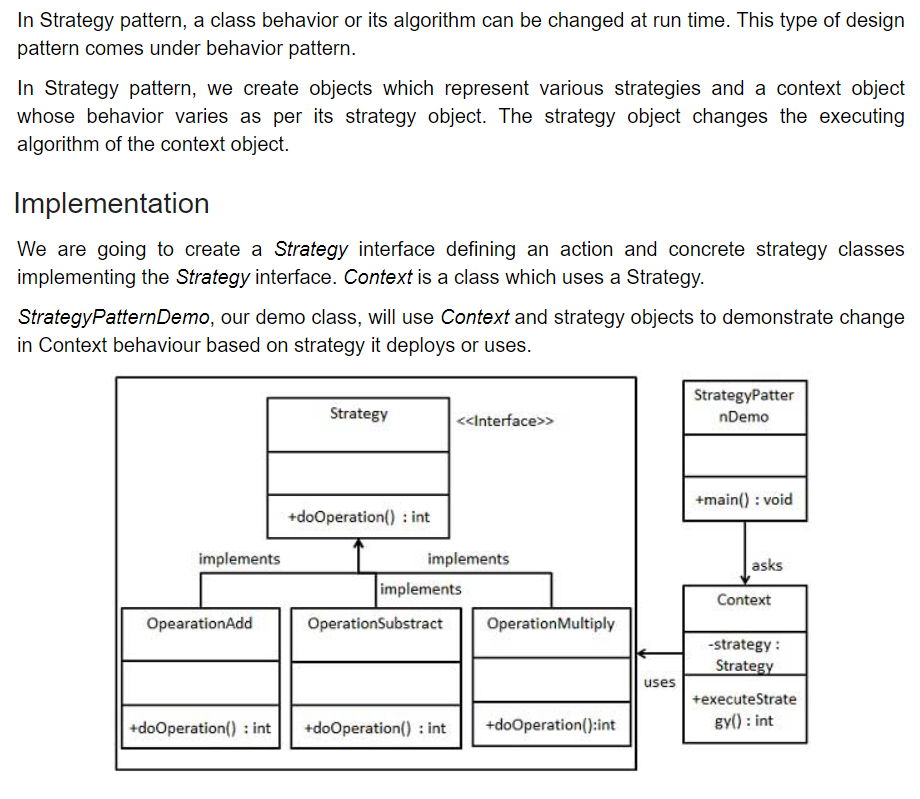 In Strategy pattern, a class behavior or its algorithm can be changed at run time. This type of design
pattern comes under behavior pattern.
In Strategy pattern, we create objects which represent various strategies and a context object
whose behavior varies as per its strategy object. The strategy object changes the executing
algorithm of the context object.
Implementation
We are going to create a Strategy interface defining an action and concrete strategy classes
implementing the Strategy interface. Context is a class which uses a Strategy.
StrategyPatternDemo, our demo class, will use Context and strategy objects to demonstrate change
in Context behaviour based on strategy it deploys or uses.
Strategy
<<Interface>>
+doOperation() : int
implements
implements
implements
OpearationAdd
+doOperation() : int
OperationSubstract
+doOperation() : int
OperationMultiply
+doOperation():int
StrategyPatter
nDemo
+main() : void
asks
Context
-strategy :
Strategy
+executeStrate
gy() : int
uses